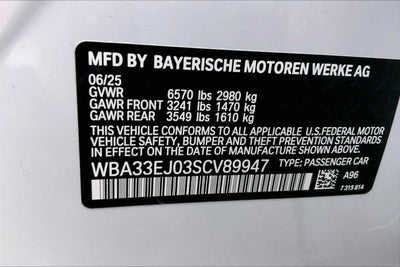 MFD BY BAYERISCHE MOTOREN WERKE AG
06/25
GVWR 6570 lbs 2980 kg
GAWR FRONT 3241 lbs 1470 kg
GAWR REAR 3549 lbs 1610 kg
THIS VEHICLE CONFORMS TO ALL APPLICABLE U.S.FEDERAL MOTOR
VEHICLE SAFETY, BUMPER, AND THEFT PREVENTION STANDARDS
IN EFFECT ON THE DATE OF MANUFACTURE SHOWN ABOVE.
WBA33EJ03SCV89947 TYPE: PASSENGER CAR
A96
7 315 814